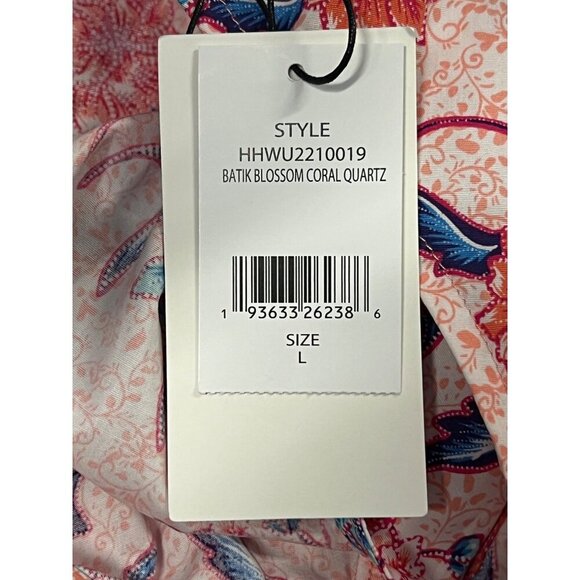 STYLE
HHWU2210019
BATIK BLOSSOM CORAL QUARTZ
1 93633 26238 6
SIZE
L